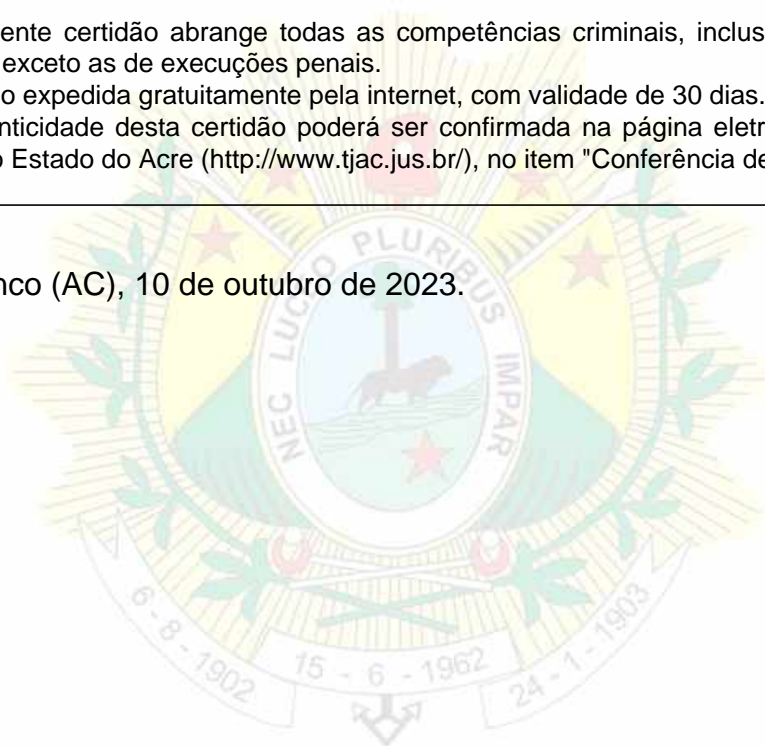 ente certidão abrange todas as competências criminais, inclus
exceto as de execuções penais.
o expedida gratuitamente pela internet, com validade de 30 dias.
nticidade desta certidão poderá ser confirmada na página eletr
o Estado do Acre (http://www.tjac.jus.br/), no item "Conferência de
nco (AC), 10 de outubro de 2023.
NEC LUCEO PLURIBUS IMPAR
6 - 8 - 1902
15 - 6 - 1962
24 - 1 - 1903